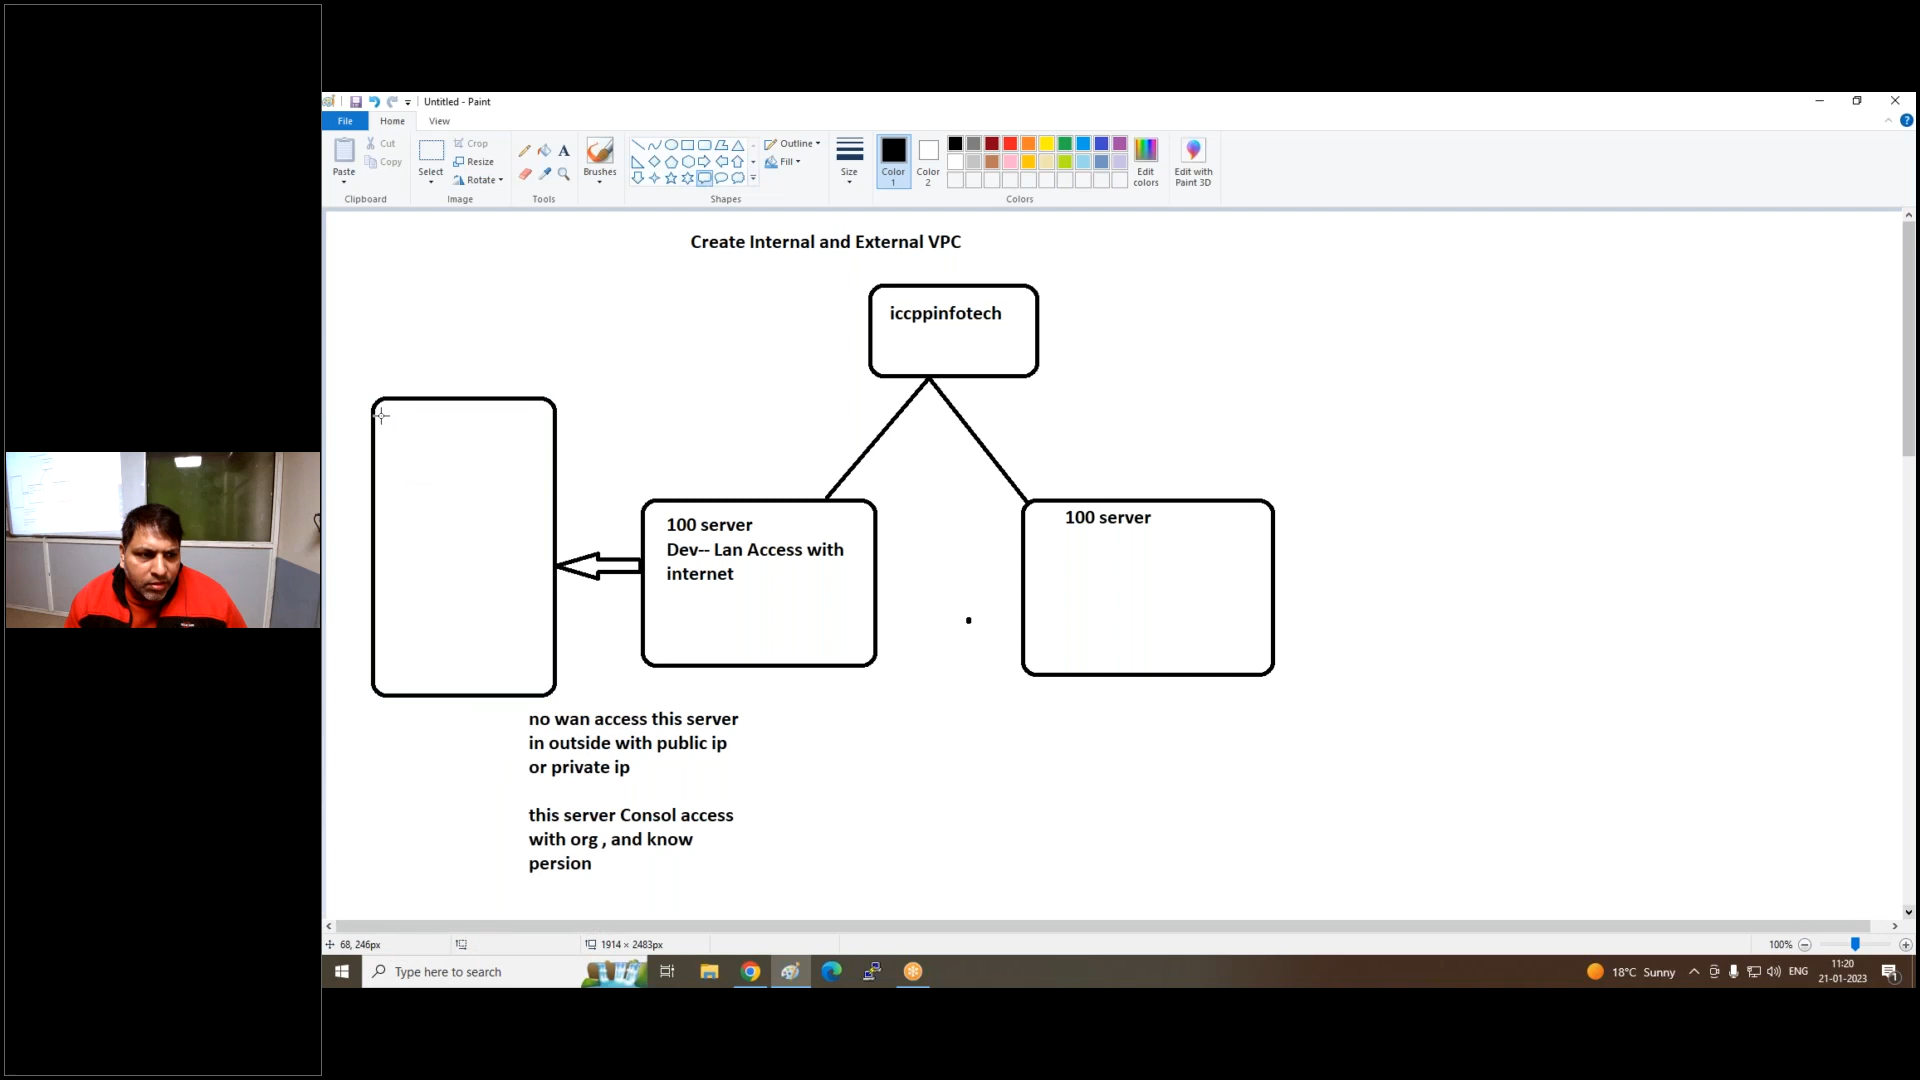 Untitled - Paint
File
Home
View
Paste
Cut
Copy
Clipboard
Select
Crop
Resize
Rotate
Image
Tools
Brushes
Shapes
Outline
Fill
Size
Color
1
Color
2
Colors
Edit
colors
Edit with
Paint 3D
Create Internal and External VPC
iccppinfotech
100 server
Dev-- Lan Access with
internet
100 server
no wan access this server
in outside with public ip
or private ip
this server Consol access
with org , and know
persion
68, 246px
1914 × 2483px
100%
Type here to search
18°C Sunny
ENG
11:20
21-01-2023
1